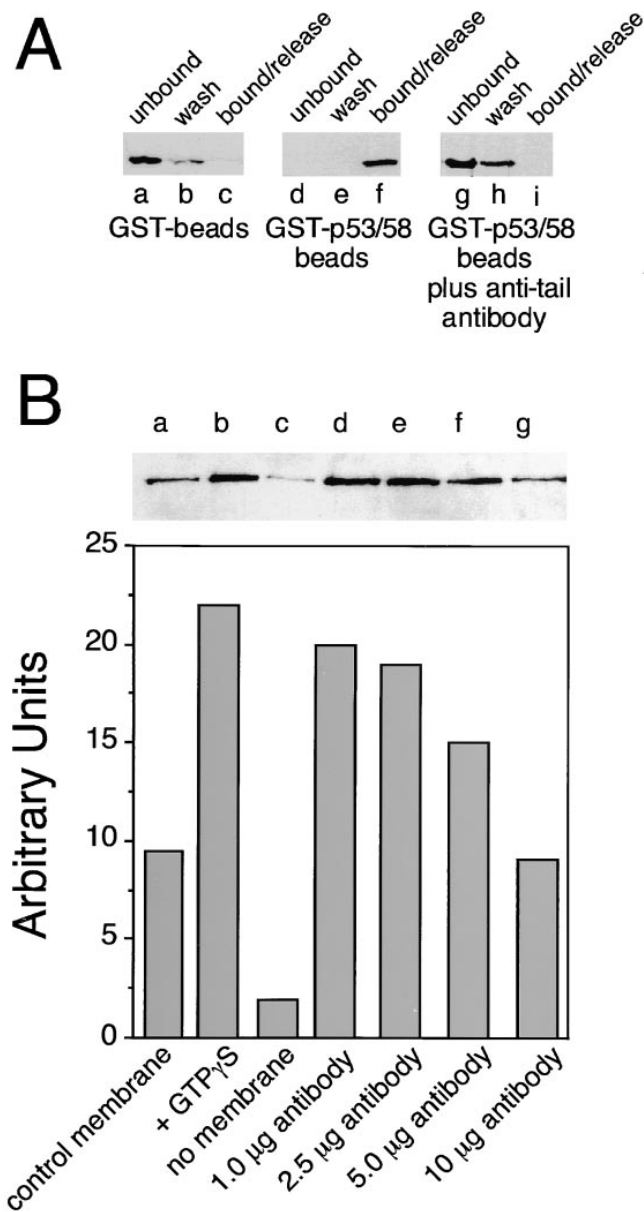 A
unbound
wash
bound/release
unbound
wash
bound/release
unbound
wash
bound/release
a b c
d e f
g h i
GST-beads
GST-p53/58
beads
GST-p53/58
beads
plus anti-tail
antibody
B
a b c d e f g
25
20
15
10
5
0
Arbitrary Units
control membrane
+ GTPγS
no membrane
1.0 µg antibody
2.5 µg antibody
5.0 µg antibody
10 µg antibody